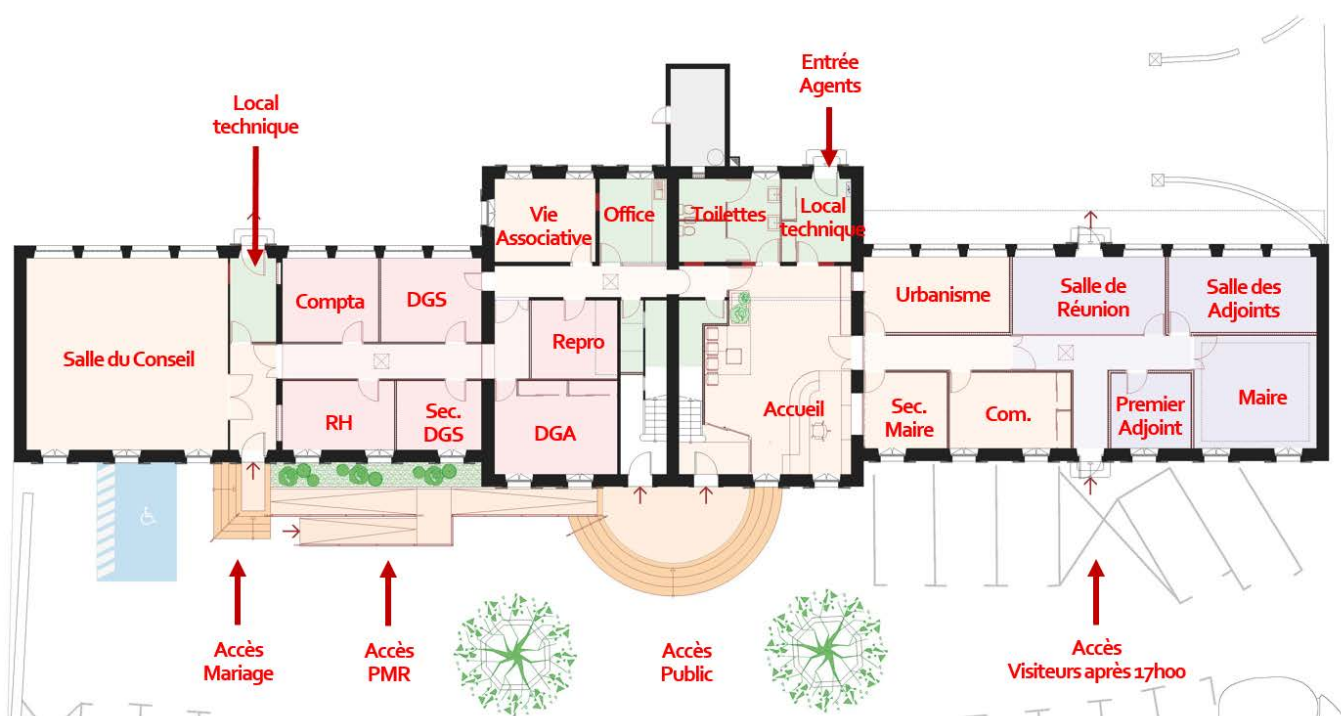 Entrée
Agents
Local
technique
Vie
Associative
Office
Toilettes
Local
technique
Compta
DGS
Urbanisme
Salle de
Réunion
Salle des
Adjoints
Salle du Conseil
Repro
RH
Sec.
DGS
DGA
Accueil
Sec.
Maire
Com.
Premier
Adjoint
Maire
Accès
Mariage
Accès
PMR
Accès
Public
Accès
Visiteurs après 17h00